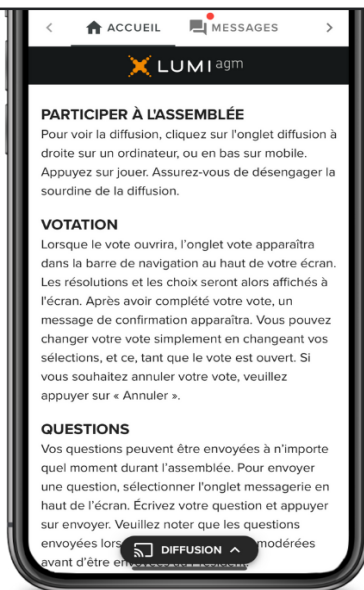 ACCUEIL MESSAGES
LUMI agm
PARTICIPER À L'ASSEMBLÉE
Pour voir la diffusion, cliquez sur l'onglet diffusion à
droite sur un ordinateur, ou en bas sur mobile.
Appuyez sur jouer. Assurez-vous de désengager la
sourdine de la diffusion.
VOTATION
Lorsque le vote ouvrira, l'onglet vote apparaîtra
dans la barre de navigation au haut de votre écran.
Les résolutions et les choix seront alors affichés à
l'écran. Après avoir complété votre vote, un
message de confirmation apparaîtra. Vous pouvez
changer votre vote simplement en changeant vos
sélections, et ce, tant que le vote est ouvert. Si
vous souhaitez annuler votre vote, veuillez
appuyer sur « Annuler ».
QUESTIONS
Vos questions peuvent être envoyées à n'importe
quel moment durant l'assemblée. Pour envoyer
une question, sélectionner l'onglet messagerie en
haut de l'écran. Écrivez votre question et appuyer
sur envoyer. Veuillez noter que les questions
envoyées modérées
DIFFUSION
avant d'être